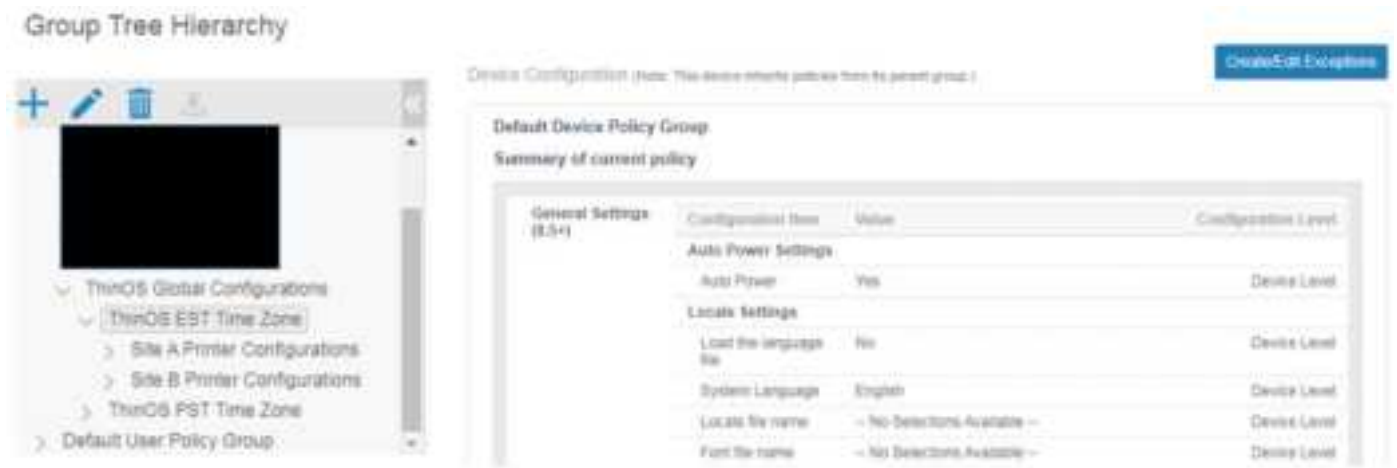 Group Tree Hierarchy
Create/Edit Exceptions
Device Configuration (Note: This device inherits policies from its parent group.)
Default Device Policy Group
Summary of current policy
General Settings
(8.5+)
Configuration Item Value Configuration Level
Auto Power Settings
Auto Power Yes Device Level
Locale Settings
Load the language No Device Level
file
System Language English Device Level
Locale file name -- No Selections Available -- Device Level
Font file name -- No Selections Available -- Device Level
ThinOS Global Configurations
ThinOS EST Time Zone
Site A Printer Configurations
Site B Printer Configurations
ThinOS PST Time Zone
Default User Policy Group